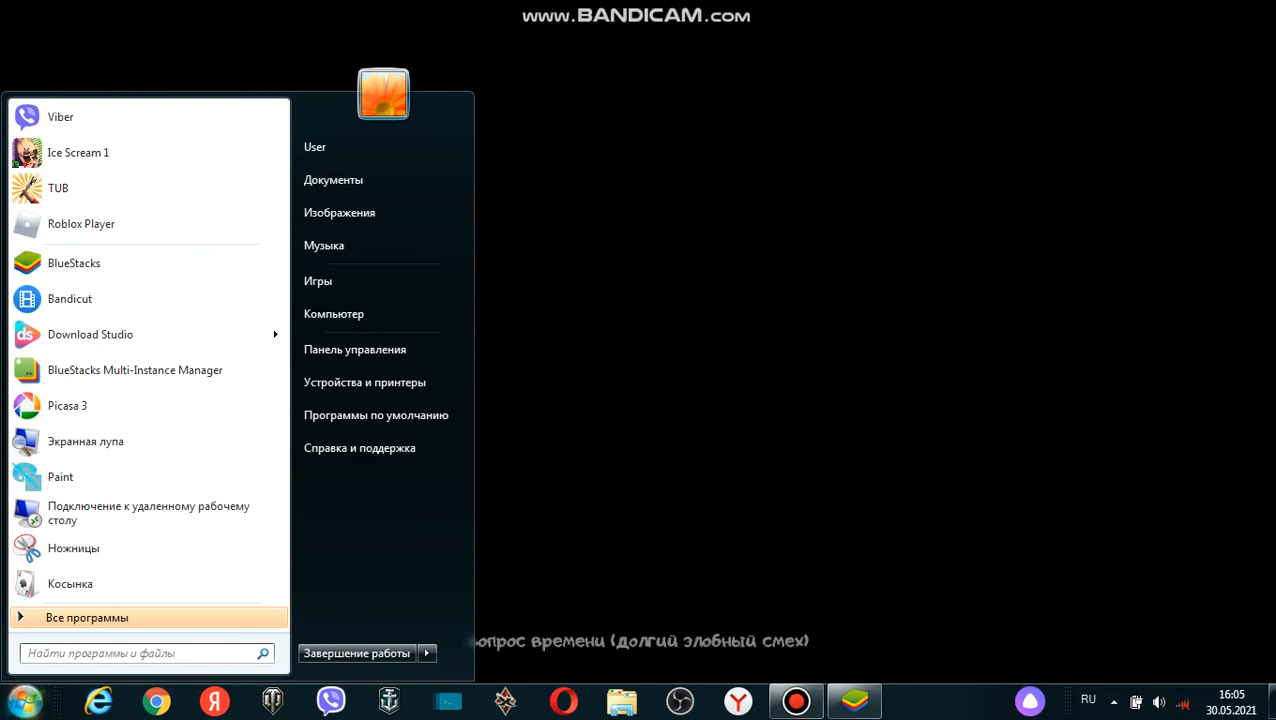 www.BANDICAM.com
Viber
Ice Scream 1
TUB
Roblox Player
BlueStacks
Bandicut
Download Studio
BlueStacks Multi-Instance Manager
Picasa 3
Экранная лупа
Paint
Подключение к удаленному рабочему
столу
Ножницы
Косынка
Все программы
Найти программы и файлы
User
Документы
Изображения
Музыка
Игры
Компьютер
Панель управления
Устройства и принтеры
Программы по умолчанию
Справка и поддержка
Завершение работы
вопрос времени (долгий злобный смех)
RU
16:05
30.05.2021